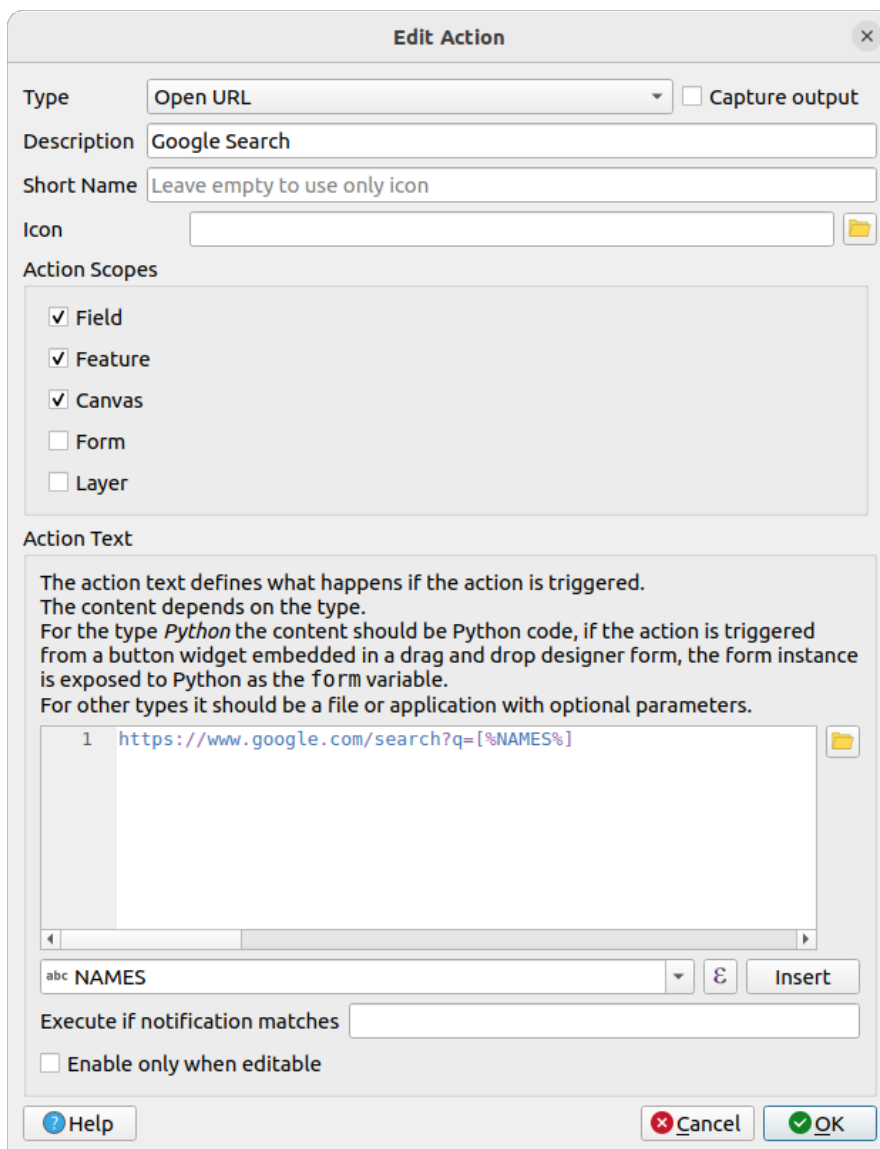 Edit Action
Type Open URL Capture output
Description Google Search
Short Name Leave empty to use only icon
Icon
Action Scopes
Field
Feature
Canvas
Form
Layer
Action Text
The action text defines what happens if the action is triggered.
The content depends on the type.
For the type Python the content should be Python code, if the action is triggered
from a button widget embedded in a drag and drop designer form, the form instance
is exposed to Python as the form variable.
For other types it should be a file or application with optional parameters.
1 https://www.google.com/search?q=[%NAMES%]
abc NAMES ε Insert
Execute if notification matches
Enable only when editable
?Help Cancel OK